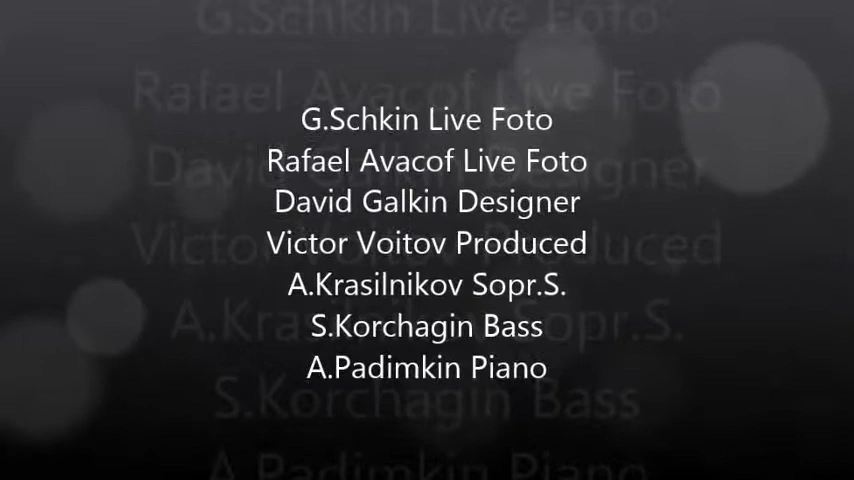 G.Schkin Live Foto
Rafael Avacof Live Foto
David Galkin Designer
Victor Voitov Produced
A.Krasilnikov Sopr.S.
S.Korchagin Bass
A.Padimkin Piano